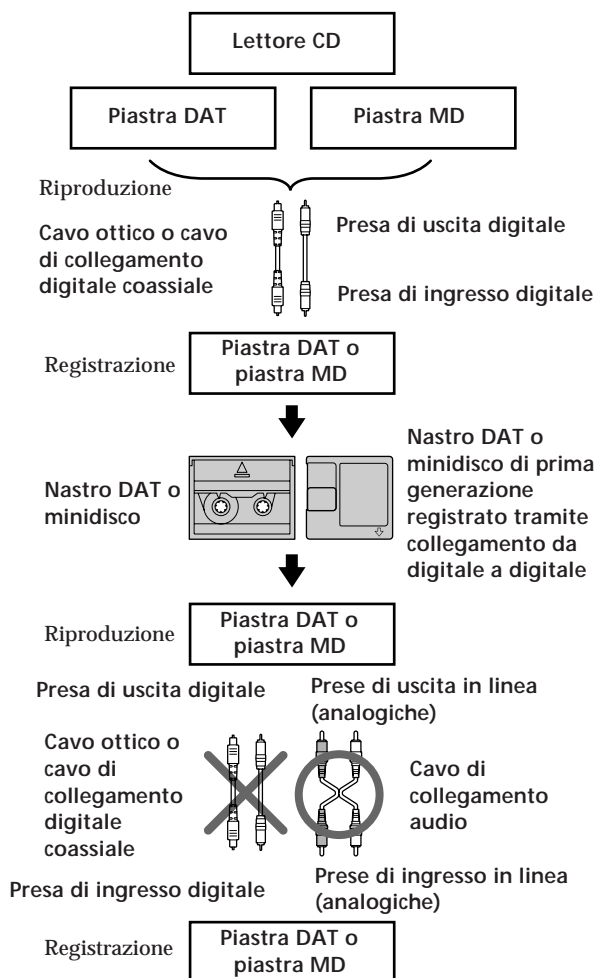 Lettore CD
Piastra DAT
Piastra MD
Riproduzione
Cavo ottico o cavo
di collegamento
digitale coassiale
Presa di uscita digitale
Presa di ingresso digitale
Registrazione
Piastra DAT o
piastra MD
Nastro DAT o
minidisco
Nastro DAT o
minidisco di prima
generazione
registrato tramite
collegamento da
digitale a digitale
Riproduzione
Piastra DAT o
piastra MD
Presa di uscita digitale
Prese di uscita in linea
(analogiche)
Cavo ottico o
cavo di
collegamento
digitale
coassiale
Cavo di
collegamento
audio
Presa di ingresso digitale
Prese di ingresso in linea
(analogiche)
Registrazione
Piastra DAT o
piastra MD